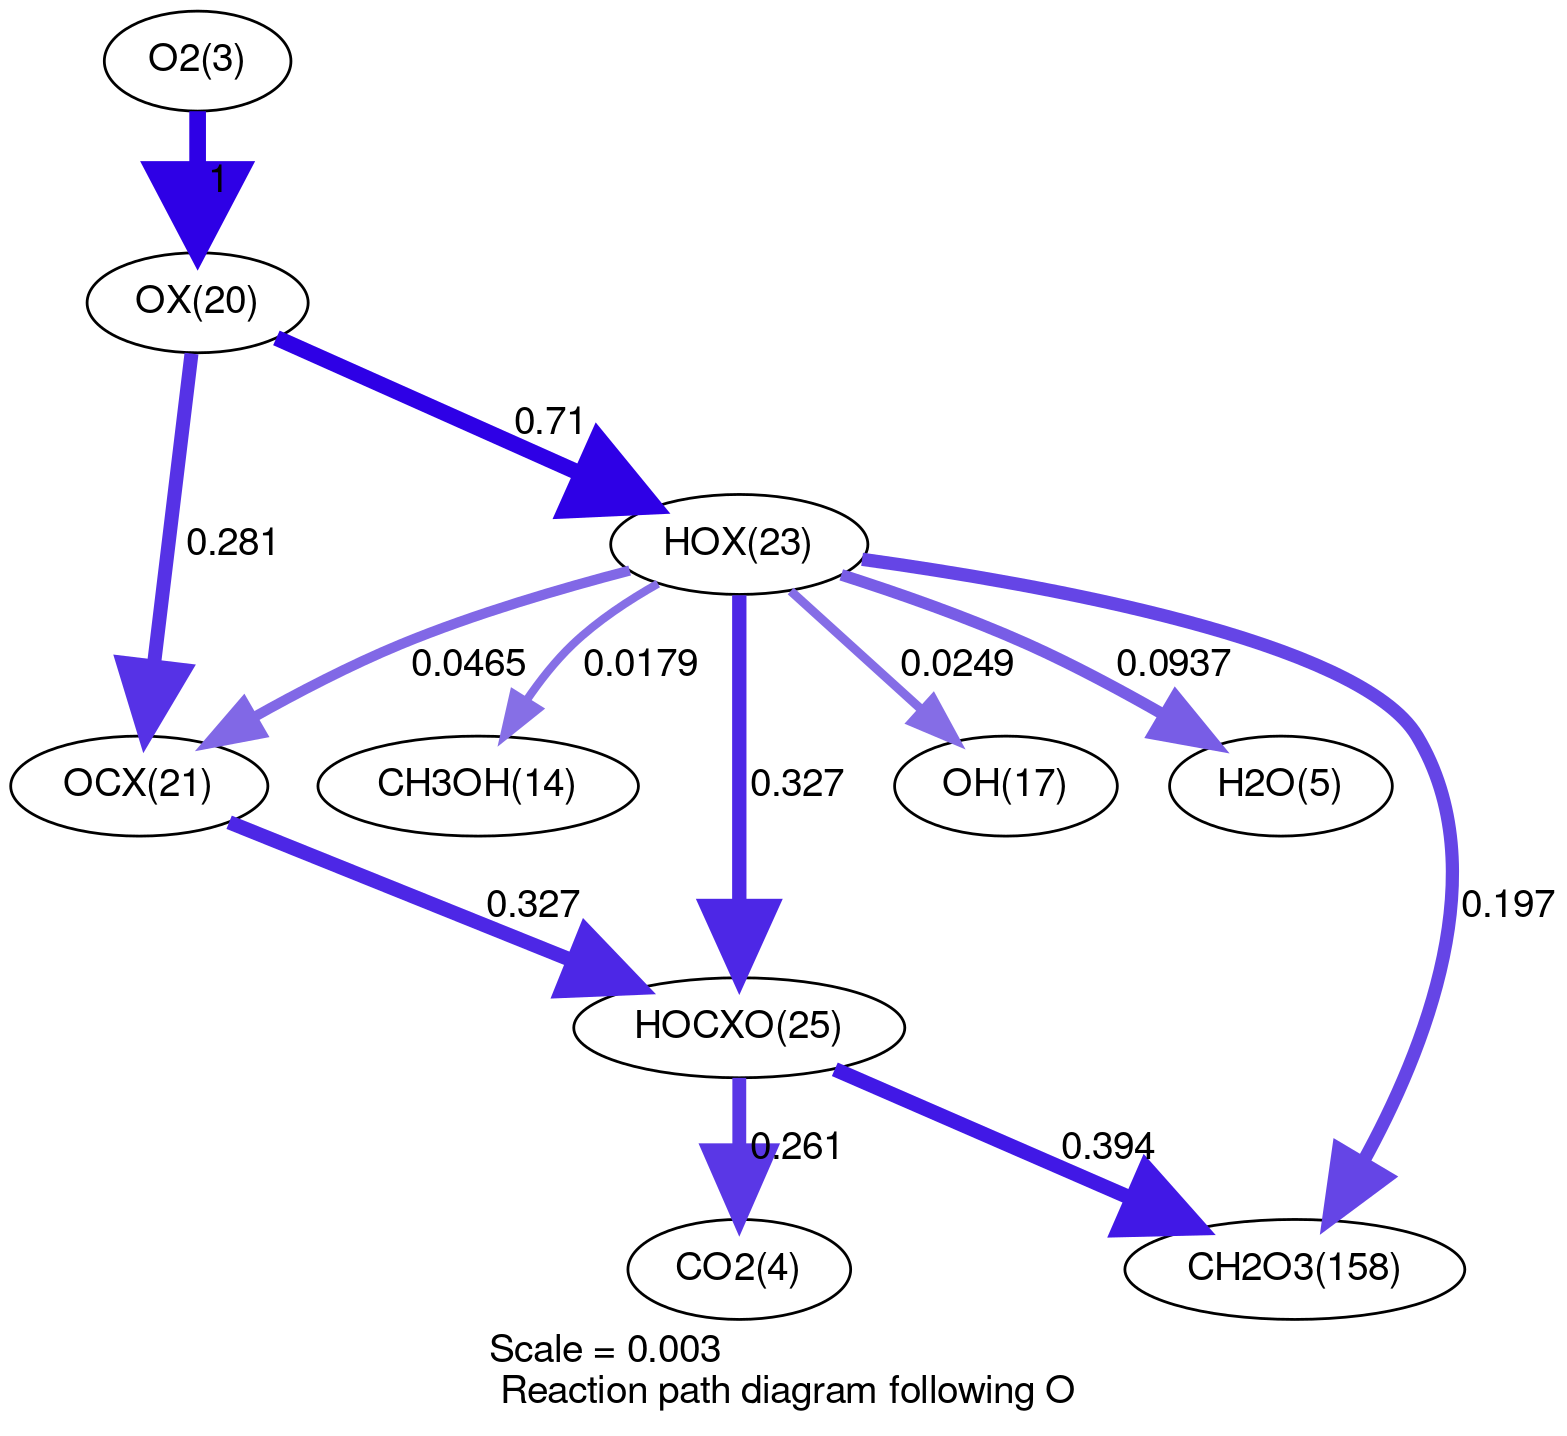 O2(3)
1
OX(20)
0.71
0.281
HOX(23)
0.0465
0.0179
0.0249
0.0937
OCX(21)
CH3OH(14)
0.327
OH(17)
H2O(5)
0.327
0.197
HOCXO(25)
0.261
0.394
CO2(4)
CH2O3(158)
Scale = 0.003
Reaction path diagram following O